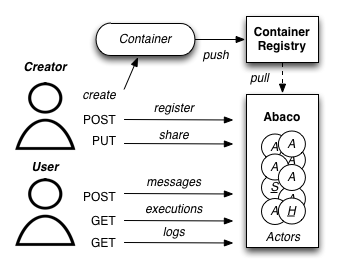 Container
Container
Registry
push
Creator
create
pull
POST
register
PUT
share
Abaco
A
A
A
A
A
S
A
A
H
User
POST
messages
GET
executions
GET
logs
Actors